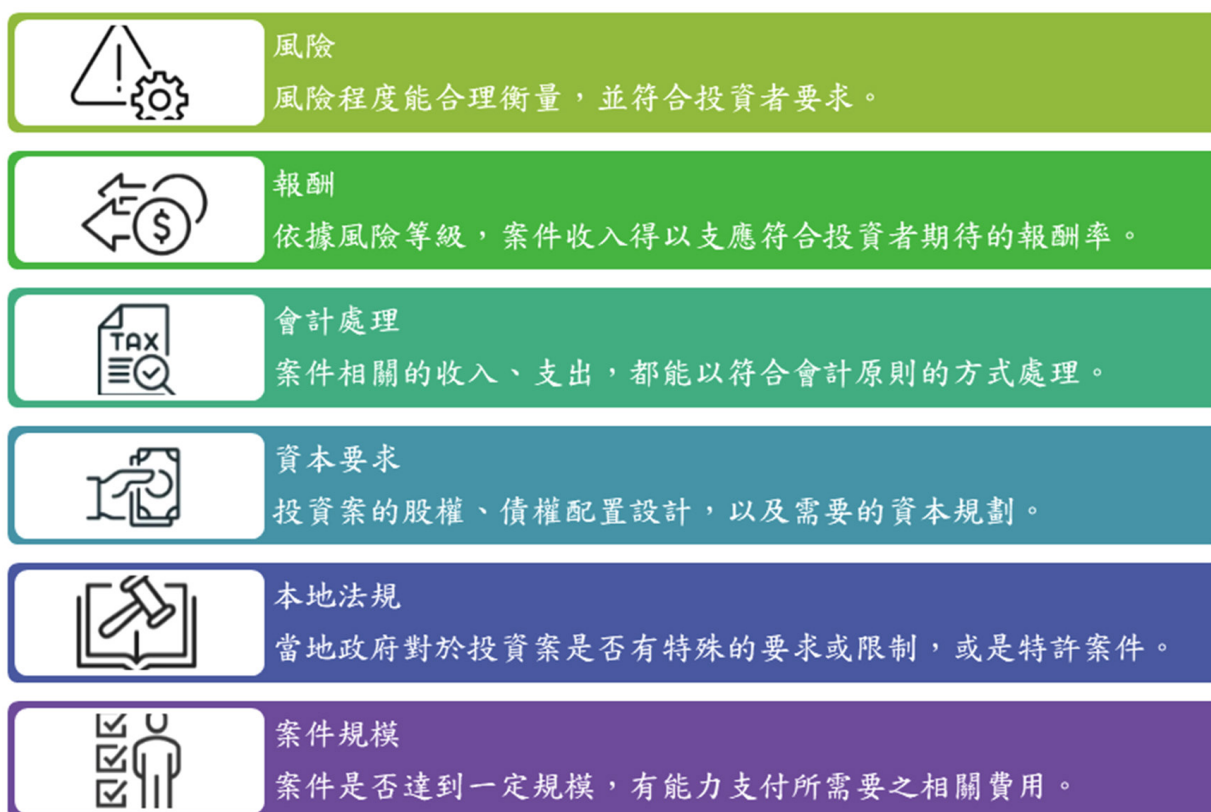 風險
風險程度能合理衡量，並符合投資者要求。
報酬
依據風險等級，案件收入得以支應符合投資者期待的報酬率。
TAX
會計處理
案件相關的收入、支出，都能以符合會計原則的方式處理。
資本要求
投資案的股權、債權配置設計，以及需要的資本規劃。
本地法規
當地政府對於投資案是否有特殊的要求或限制，或是特許案件。
案件規模
案件是否達到一定規模，有能力支付所需要之相關費用。